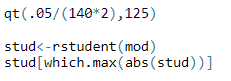 qt(.05/(140*2),125)
stud<-rstudent(mod)
stud[which.max(abs(stud))]